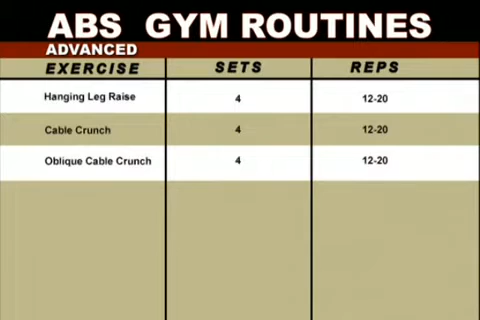 ABS GYM ROUTINES
ADVANCED
EXERCISE SETS REPS
Hanging Leg Raise 4 12-20
Cable Crunch 4 12-20
Oblique Cable Crunch 4 12-20